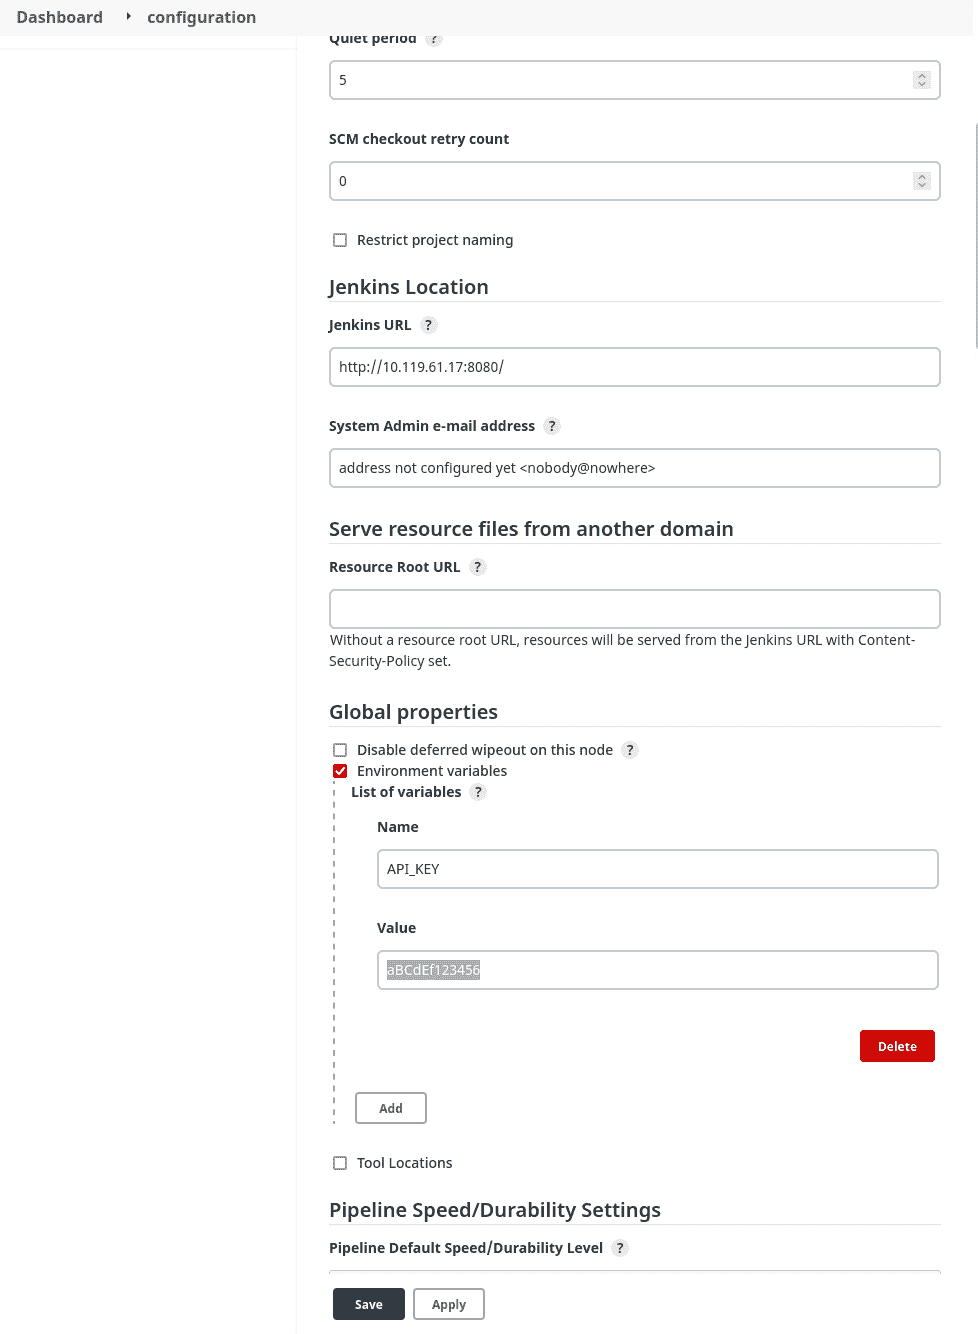 Dashboard configuration
Quiet period ?
5
SCM checkout retry count
0
Restrict project naming
Jenkins Location
Jenkins URL ?
http://10.119.61.17:8080/
System Admin e-mail address ?
address not configured yet <nobody@nowhere>
Serve resource files from another domain
Resource Root URL ?
Without a resource root URL, resources will be served from the Jenkins URL with Content-
Security-Policy set.
Global properties
Disable deferred wipeout on this node ?
Environment variables
List of variables ?
Name
API_KEY
Value
aBCdEf123456
Delete
Add
Tool Locations
Pipeline Speed/Durability Settings
Pipeline Default Speed/Durability Level ?
Save Apply